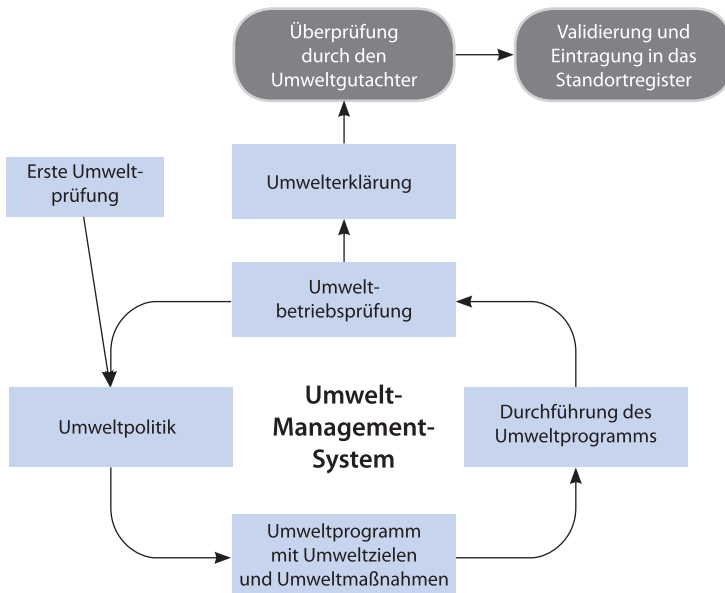 Überprüfung
durch den
Umweltgutachter
Validierung und
Eintragung in das
Standortregister
Erste Umwelt-
prüfung
Umwelterklärung
Umwelt-
betriebsprüfung
Umweltpolitik
Umwelt-
Management-
System
Durchführung des
Umweltprogramms
Umweltprogramm
mit Umweltzielen
und Umweltmaßnahmen